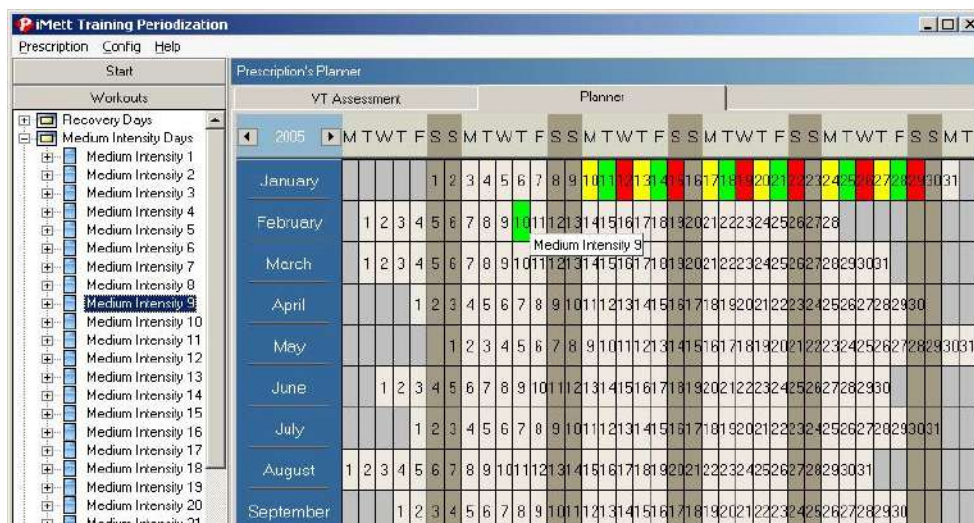 iMett Training Periodization
Prescription Config Help
Start
Prescription's Planner
Workouts
VT Assessment
Planner
Recovery Days
Medium Intensity Days
Medium Intensity 1
Medium Intensity 2
Medium Intensity 3
Medium Intensity 4
Medium Intensity 5
Medium Intensity 6
Medium Intensity 7
Medium Intensity 8
Medium Intensity 9
Medium Intensity 10
Medium Intensity 11
Medium Intensity 12
Medium Intensity 13
Medium Intensity 14
Medium Intensity 15
Medium Intensity 16
Medium Intensity 17
Medium Intensity 18
Medium Intensity 19
Medium Intensity 20
Medium Intensity 21
2005 M T W T F S S M T W T F S S M T W T F S S M T W T F S S M T W T F S S M T
January 1 2 3 4 5 6 7 8 9 10 11 12 13 14 15 16 17 18 19 20 21 22 23 24 25 26 27 28 29 30 31
February 1 2 3 4 5 6 7 8 9 10 11 12 13 14 15 16 17 18 19 20 21 22 23 24 25 26 27 28
Medium Intensity 9
March 1 2 3 4 5 6 7 8 9 10 11 12 13 14 15 16 17 18 19 20 21 22 23 24 25 26 27 28 29 30 31
April 1 2 3 4 5 6 7 8 9 10 11 12 13 14 15 16 17 18 19 20 21 22 23 24 25 26 27 28 29 30
May 1 2 3 4 5 6 7 8 9 10 11 12 13 14 15 16 17 18 19 20 21 22 23 24 25 26 27 28 29 30 31
June 1 2 3 4 5 6 7 8 9 10 11 12 13 14 15 16 17 18 19 20 21 22 23 24 25 26 27 28 29 30
July 1 2 3 4 5 6 7 8 9 10 11 12 13 14 15 16 17 18 19 20 21 22 23 24 25 26 27 28 29 30 31
August 1 2 3 4 5 6 7 8 9 10 11 12 13 14 15 16 17 18 19 20 21 22 23 24 25 26 27 28 29 30 31
September 1 2 3 4 5 6 7 8 9 10 11 12 13 14 15 16 17 18 19 20 21 22 23 24 25 26 27 28 29 30